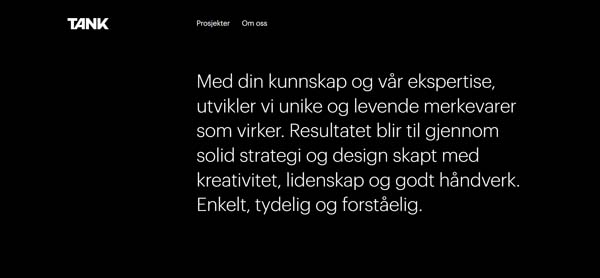 TANK
Prosjekter Om oss
Med din kunnskap og vår ekspertise,
utvikler vi unike og levende merkevarer
som virker. Resultatet blir til gjennom
solid strategi og design skapt med
kreativitet, lidenskap og godt håndverk.
Enkelt, tydelig og forståelig.